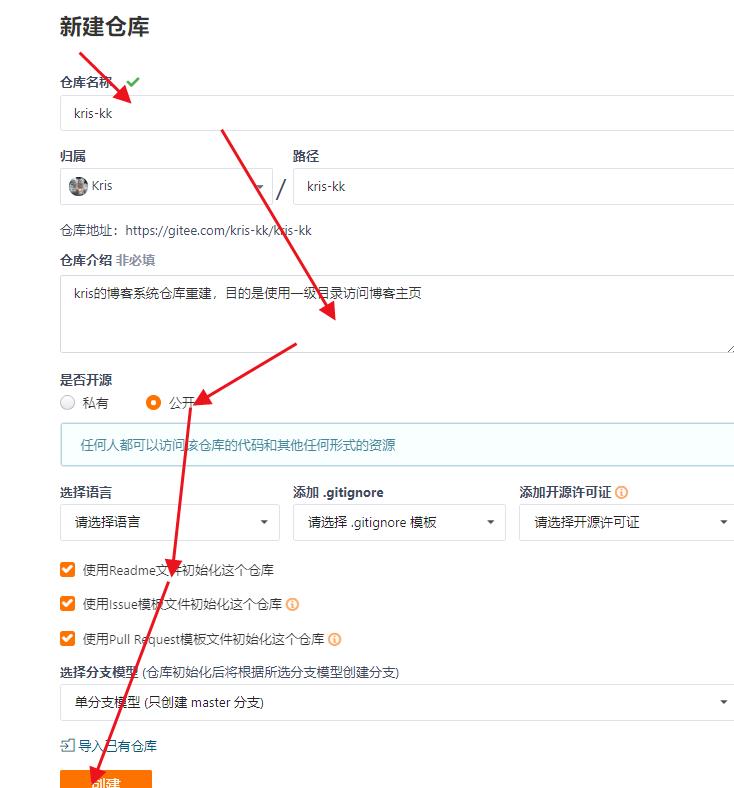 新建仓库
仓库名称
kris-kk
归属 路径
Kris / kris-kk
仓库地址：https://gitee.com/kris-kk/kris-kk
仓库介绍 非必填
kris的博客系统仓库重建，目的是使用一级目录访问博客主页
是否开源
私有 公开
任何人都可以访问该仓库的代码和其他任何形式的资源
选择语言 添加 .gitignore 添加开源许可证
请选择语言 请选择 .gitignore 模板 请选择开源许可证
使用Readme文件初始化这个仓库
使用Issue模板文件初始化这个仓库
使用Pull Request模板文件初始化这个仓库
选择分支模型 (仓库初始化后将根据所选分支模型创建分支)
单分支模型 (只创建 master 分支)
导入已有仓库
创建